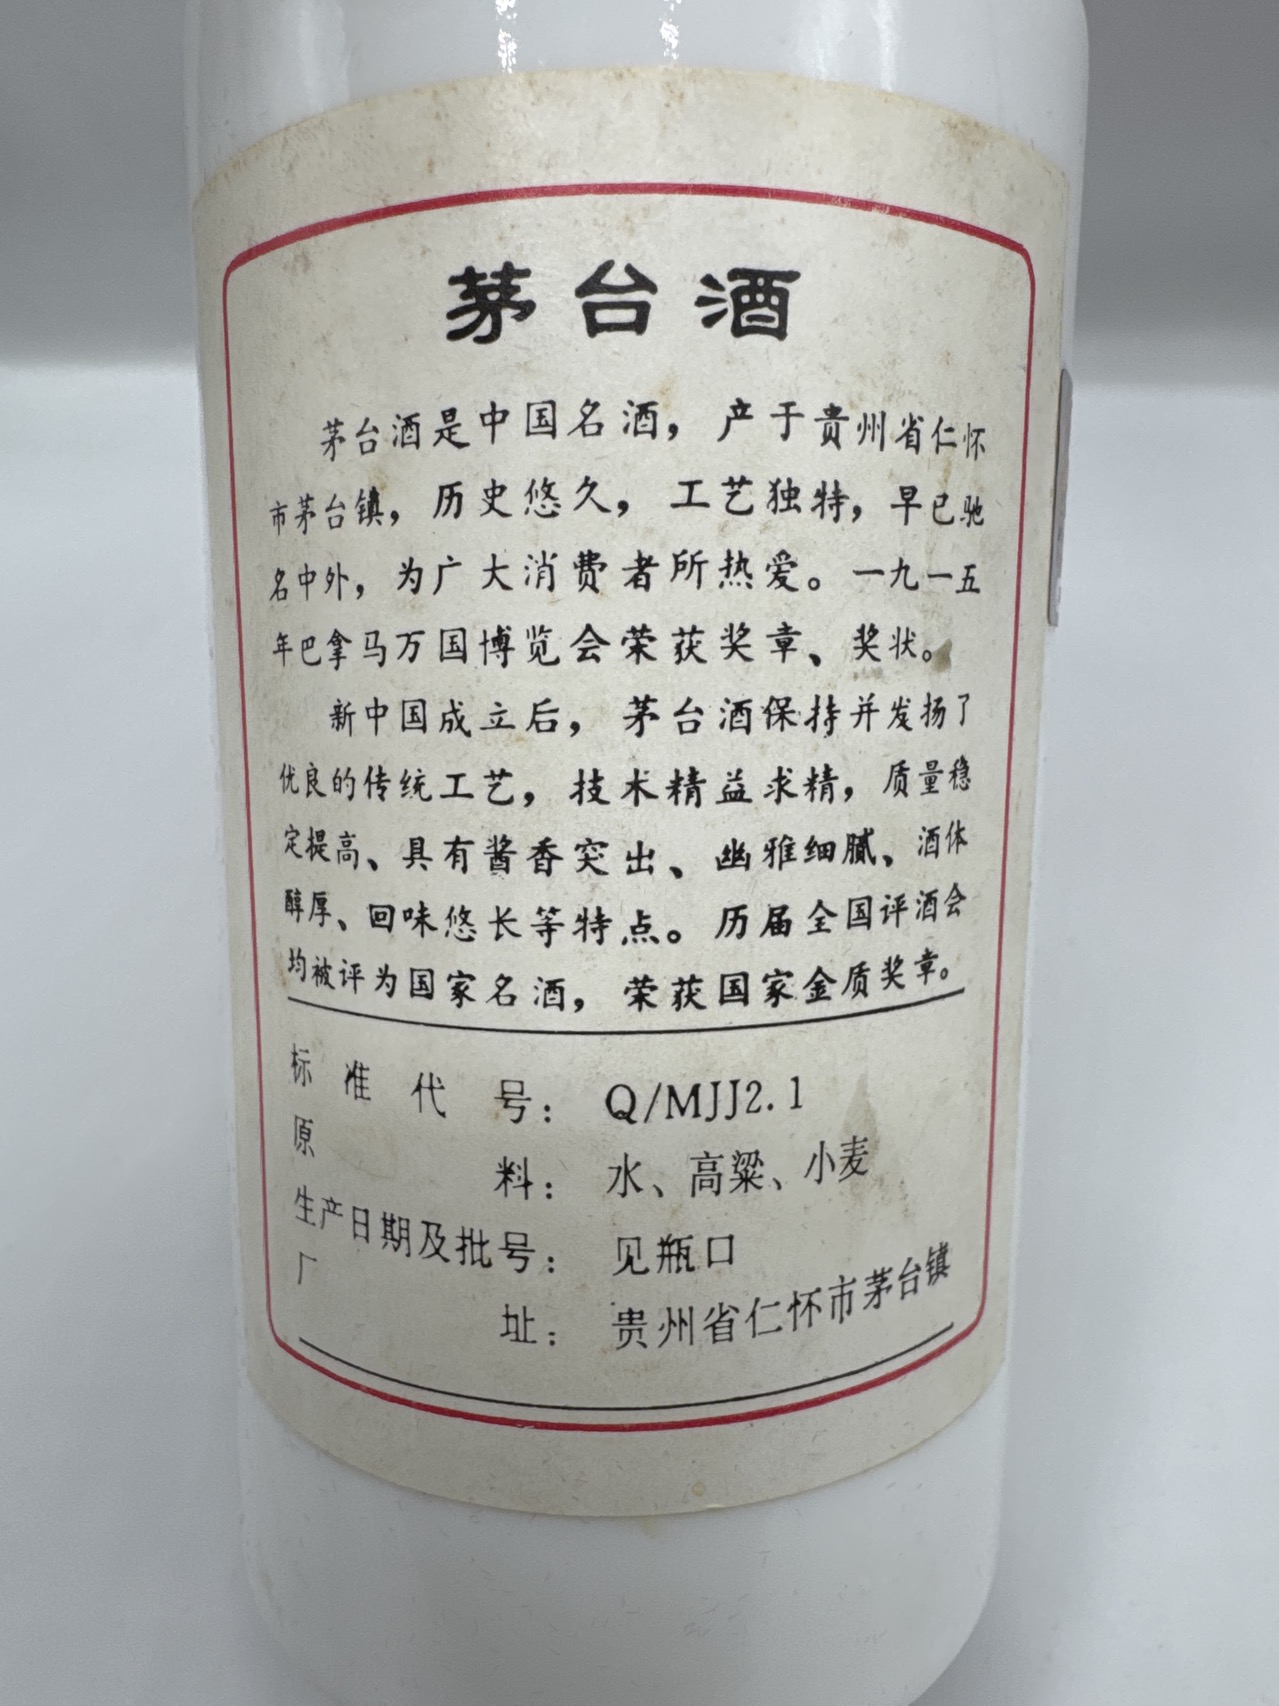 茅台酒
茅台酒是中国名酒，产于贵州省仁怀
市茅台镇，历史悠久，工艺独特，早已驰
名中外，为广大消费者所热爱。一九一五
年巴拿马万国博览会荣获奖章、奖状。
新中国成立后，茅台酒保持并发扬了
优良的传统工艺，技术精益求精，质量稳
定提高、具有酱香突出、幽雅细腻、酒体
醇厚、回味悠长等特点。历届全国评酒会
均被评为国家名酒，荣获国家金质奖章。
标准代号：Q/MJJ2.1
原料：水、高粱、小麦
生产日期及批号：见瓶口
厂址：贵州省仁怀市茅台镇